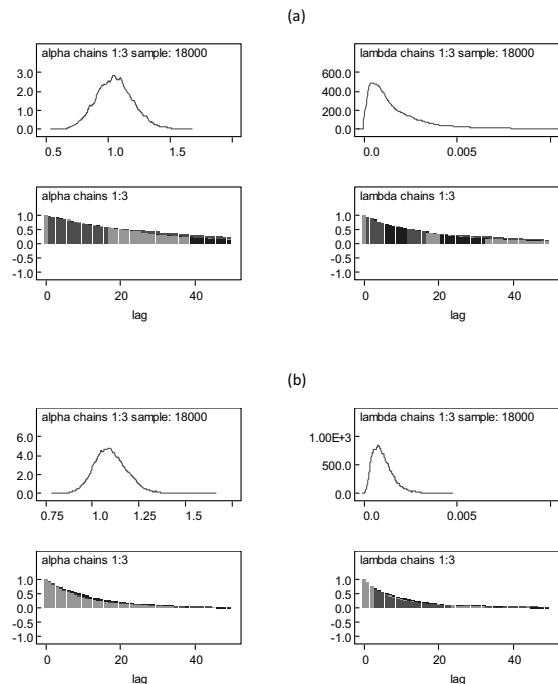 (a)
alpha chains 1:3 sample: 18000
3.0
2.0
1.0
0.0
0.5 1.0 1.5
lambda chains 1:3 sample: 18000
600.0
400.0
200.0
0.0
0.0 0.005
alpha chains 1:3
1.0
0.5
0.0
-0.5
-1.0
0 20 40
lag
lambda chains 1:3
1.0
0.5
0.0
-0.5
-1.0
0 20 40
lag
(b)
alpha chains 1:3 sample: 18000
6.0
4.0
2.0
0.0
0.75 1.0 1.25 1.5
lambda chains 1:3 sample: 18000
1.00E+3
500.0
0.0
0.0 0.005
alpha chains 1:3
1.0
0.5
0.0
-0.5
-1.0
0 20 40
lag
lambda chains 1:3
1.0
0.5
0.0
-0.5
-1.0
0 20 40
lag